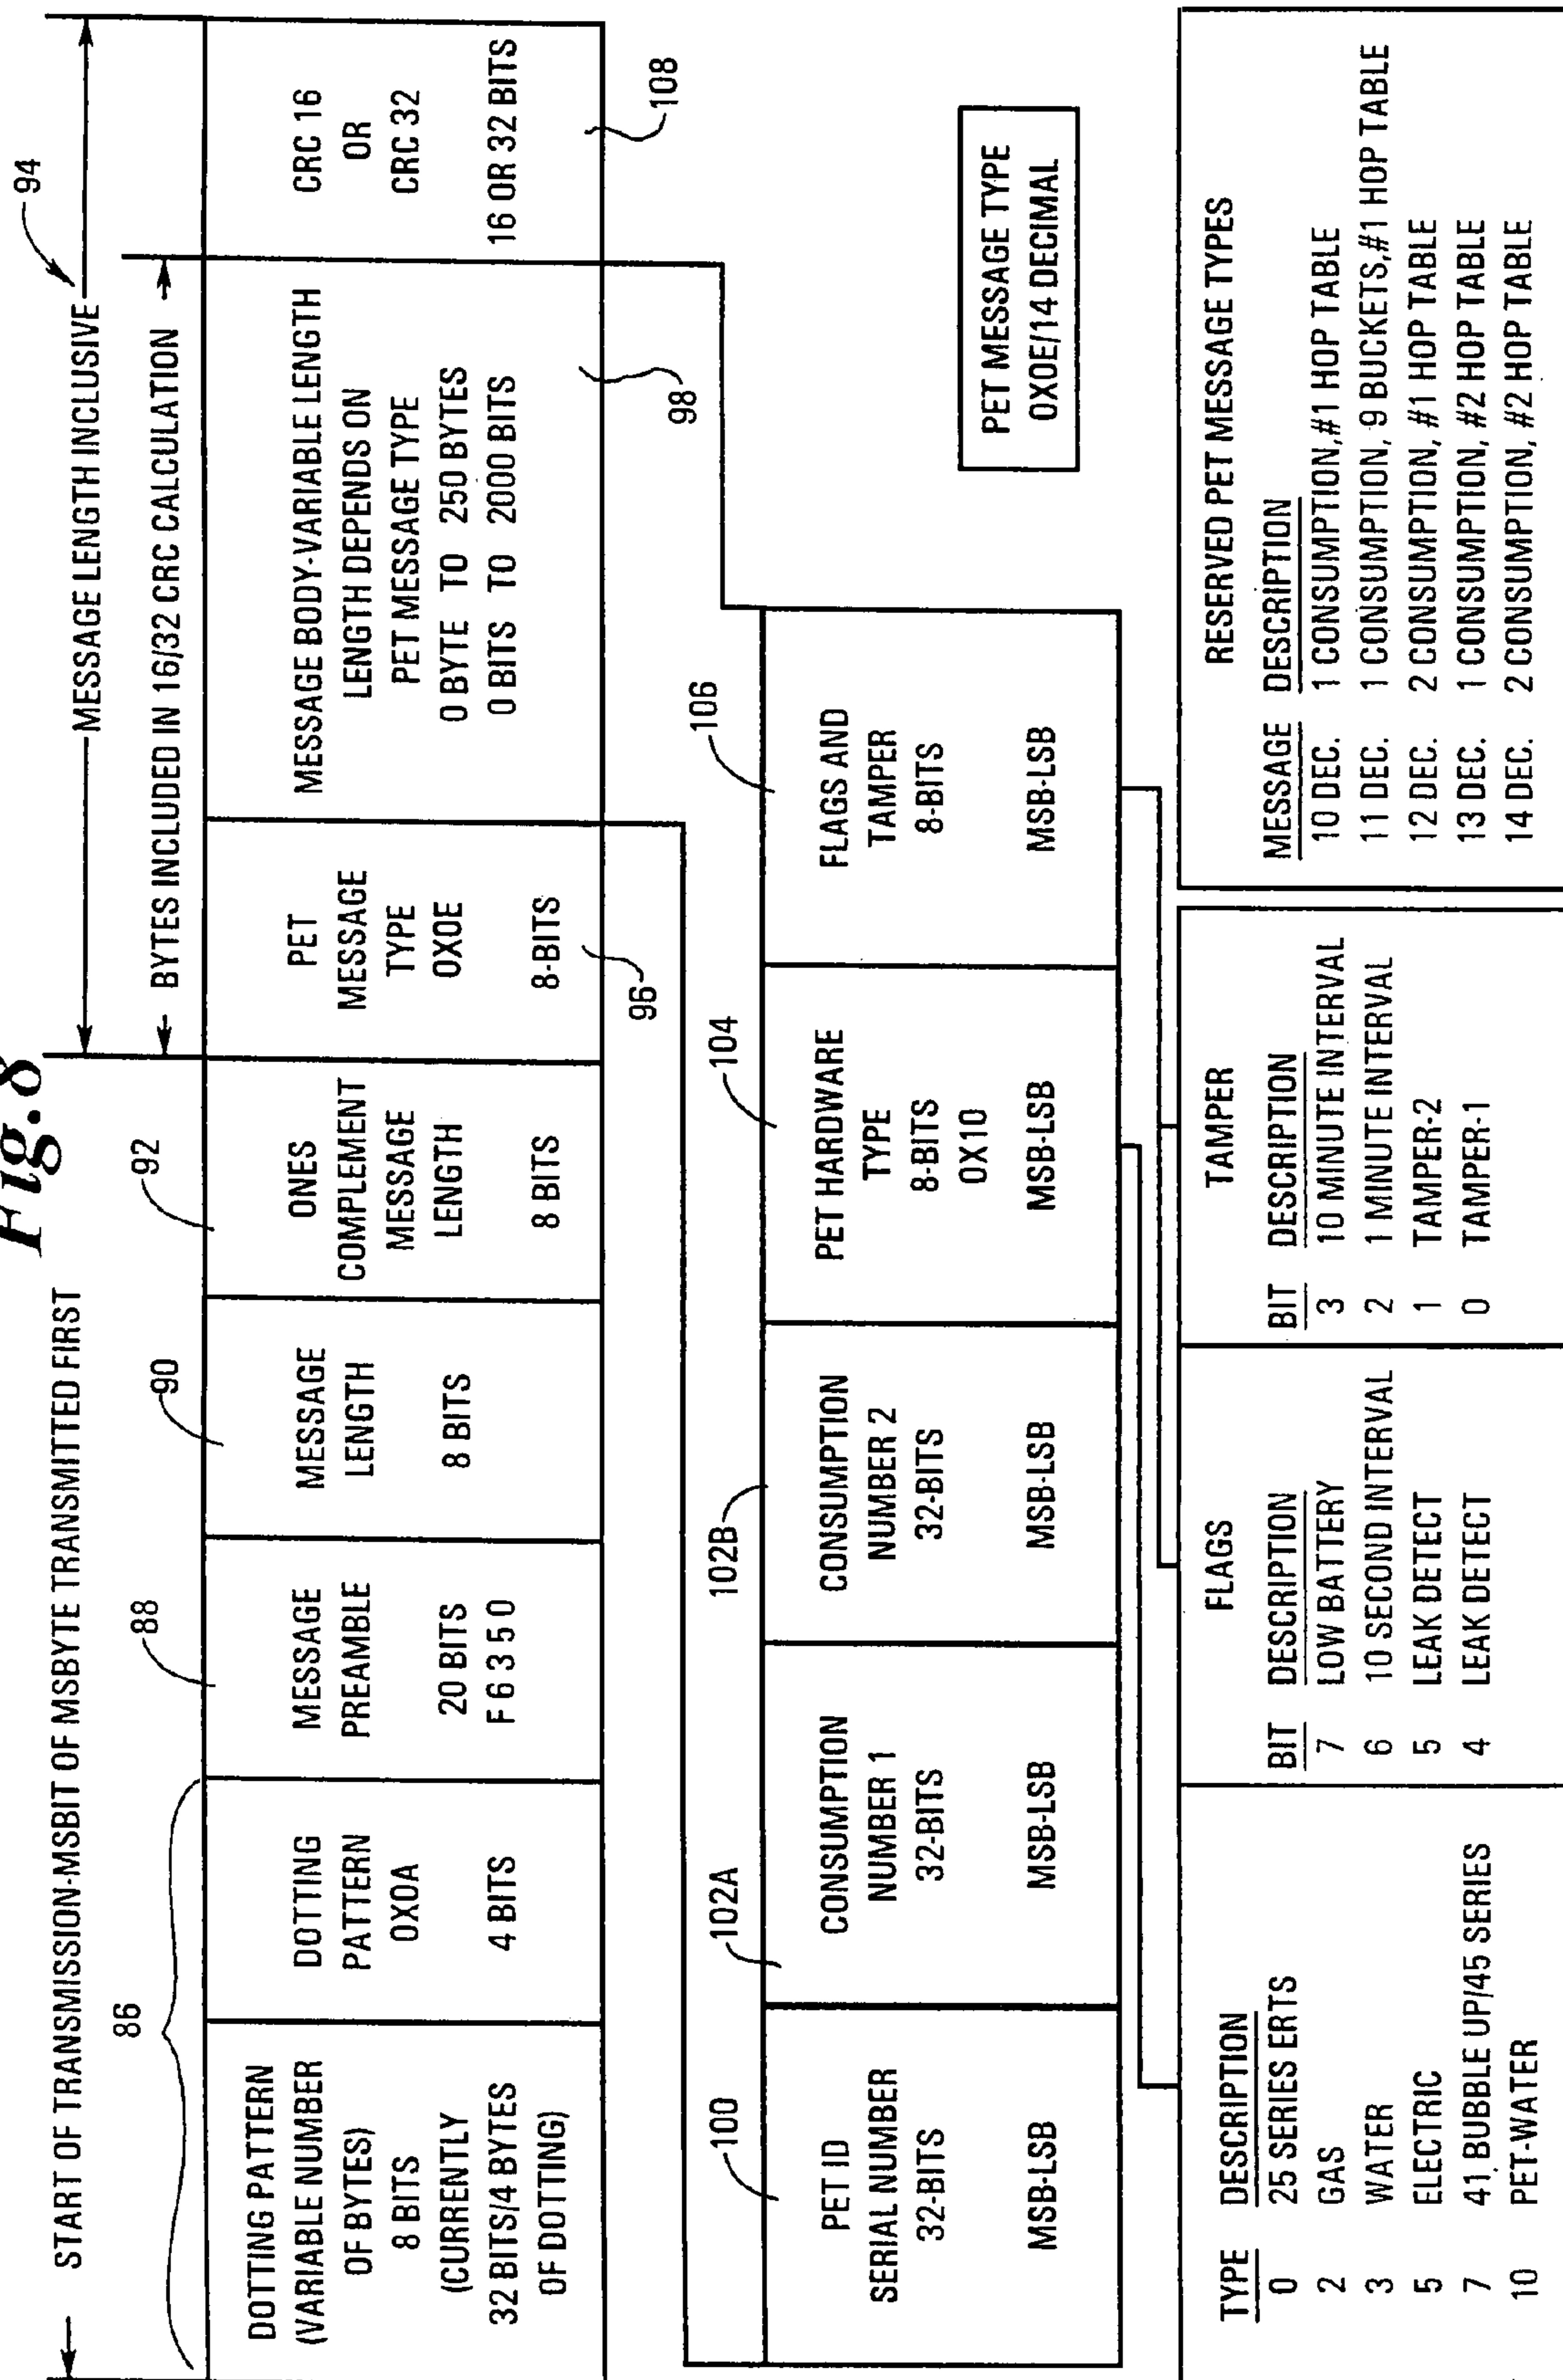 Fig.8
START OF TRANSMISSION-MSBIT OF MSBYTE TRANSMITTED FIRST
MESSAGE LENGTH INCLUSIVE
94
BYTES INCLUDED IN 16/32 CRC CALCULATION
86
88
90
92
DOTTING PATTERN
(VARIABLE NUMBER
OF BYTES)
8 BITS
(CURRENTLY
32 BITS/4 BYTES
OF DOTTING)
DOTTING
PATTERN
0X0A
4 BITS
MESSAGE
PREAMBLE
20 BITS
F 6 3 5 0
MESSAGE
LENGTH
8 BITS
ONES
COMPLEMENT
MESSAGE
LENGTH
8 BITS
PET
MESSAGE
TYPE
0X0E
8-BITS
96
MESSAGE BODY-VARIABLE LENGTH
LENGTH DEPENDS ON
PET MESSAGE TYPE
0 BYTE TO 250 BYTES
0 BITS TO 2000 BITS
98
CRC 16
OR
CRC 32
16 OR 32 BITS
108
100
102A
102B
104
106
PET ID
SERIAL NUMBER
32-BITS
MSB-LSB
CONSUMPTION
NUMBER 1
32-BITS
MSB-LSB
CONSUMPTION
NUMBER 2
32-BITS
MSB-LSB
PET HARDWARE
TYPE
8-BITS
0X10
MSB-LSB
FLAGS AND
TAMPER
8-BITS
MSB-LSB
PET MESSAGE TYPE
0X0E/14 DECIMAL
TYPE DESCRIPTION
0 25 SERIES ERTS
2 GAS
3 WATER
5 ELECTRIC
7 41 BUBBLE UP/45 SERIES
10 PET-WATER
FLAGS
BIT DESCRIPTION
7 LOW BATTERY
6 10 SECOND INTERVAL
5 LEAK DETECT
4 LEAK DETECT
TAMPER
BIT DESCRIPTION
3 10 MINUTE INTERVAL
2 1 MINUTE INTERVAL
1 TAMPER-2
0 TAMPER-1
RESERVED PET MESSAGE TYPES
MESSAGE DESCRIPTION
10 DEC. 1 CONSUMPTION,#1 HOP TABLE
11 DEC. 1 CONSUMPTION, 9 BUCKETS,#1 HOP TABLE
12 DEC. 2 CONSUMPTION, #1 HOP TABLE
13 DEC. 1 CONSUMPTION, #2 HOP TABLE
14 DEC. 2 CONSUMPTION, #2 HOP TABLE